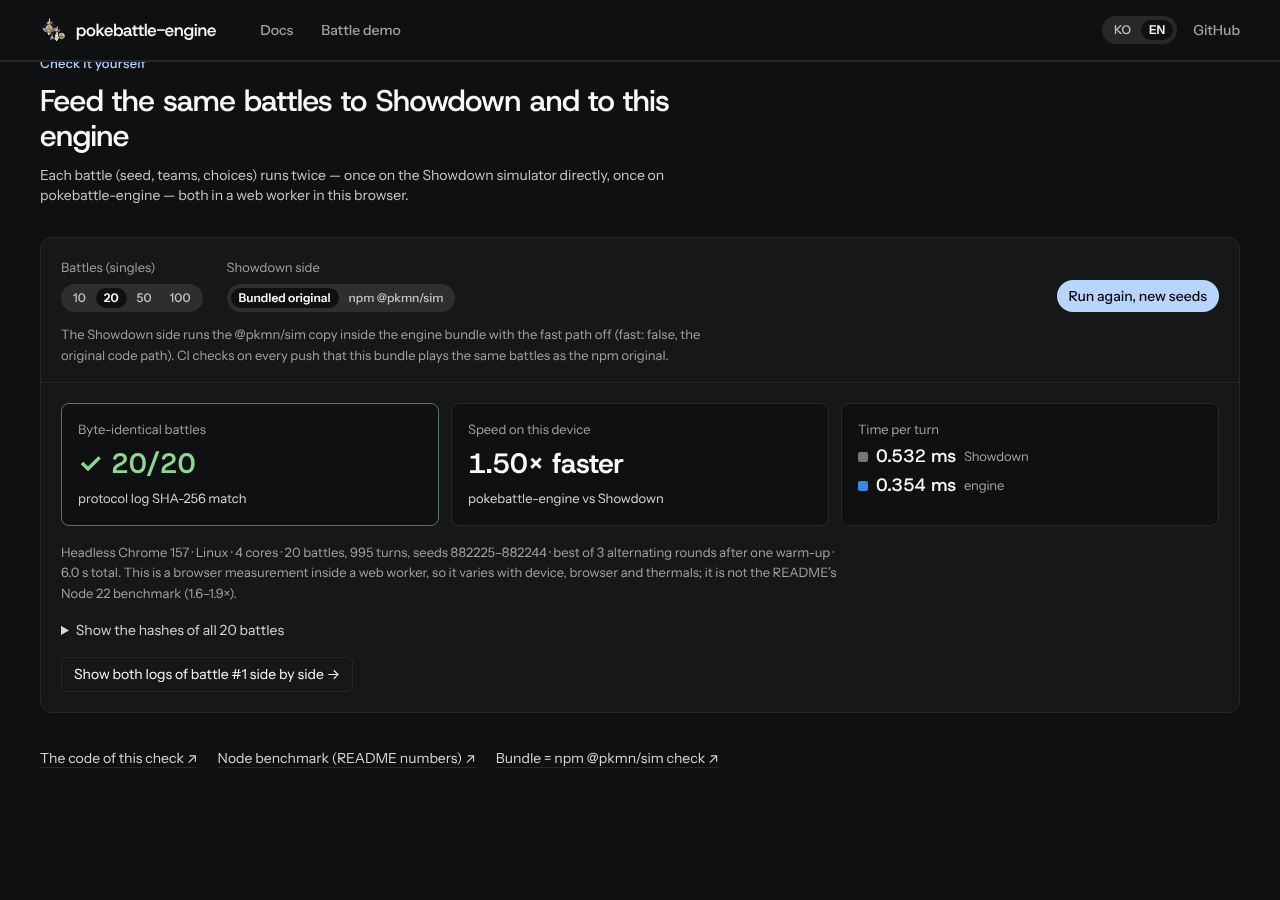 pokebattle-engine
Docs
Battle demo
KO
EN
GitHub
Check it yourself
Feed the same battles to Showdown and to this
engine
Each battle (seed, teams, choices) runs twice — once on the Showdown simulator directly, once on
pokebattle-engine — both in a web worker in this browser.
Battles (singles)
10
20
50
100
Showdown side
Bundled original
npm @pkmn/sim
Run again, new seeds
The Showdown side runs the @pkmn/sim copy inside the engine bundle with the fast path off (fast: false, the
original code path). CI checks on every push that this bundle plays the same battles as the npm original.
Byte-identical battles
✓ 20/20
protocol log SHA-256 match
Speed on this device
1.50× faster
pokebattle-engine vs Showdown
Time per turn
0.532 ms Showdown
0.354 ms engine
Headless Chrome 157 · Linux · 4 cores · 20 battles, 995 turns, seeds 882225–882244 · best of 3 alternating rounds after one warm-up ·
6.0 s total. This is a browser measurement inside a web worker, so it varies with device, browser and thermals; it is not the README's
Node 22 benchmark (1.6–1.9×).
▶ Show the hashes of all 20 battles
Show both logs of battle #1 side by side →
The code of this check ↗
Node benchmark (README numbers) ↗
Bundle = npm @pkmn/sim check ↗